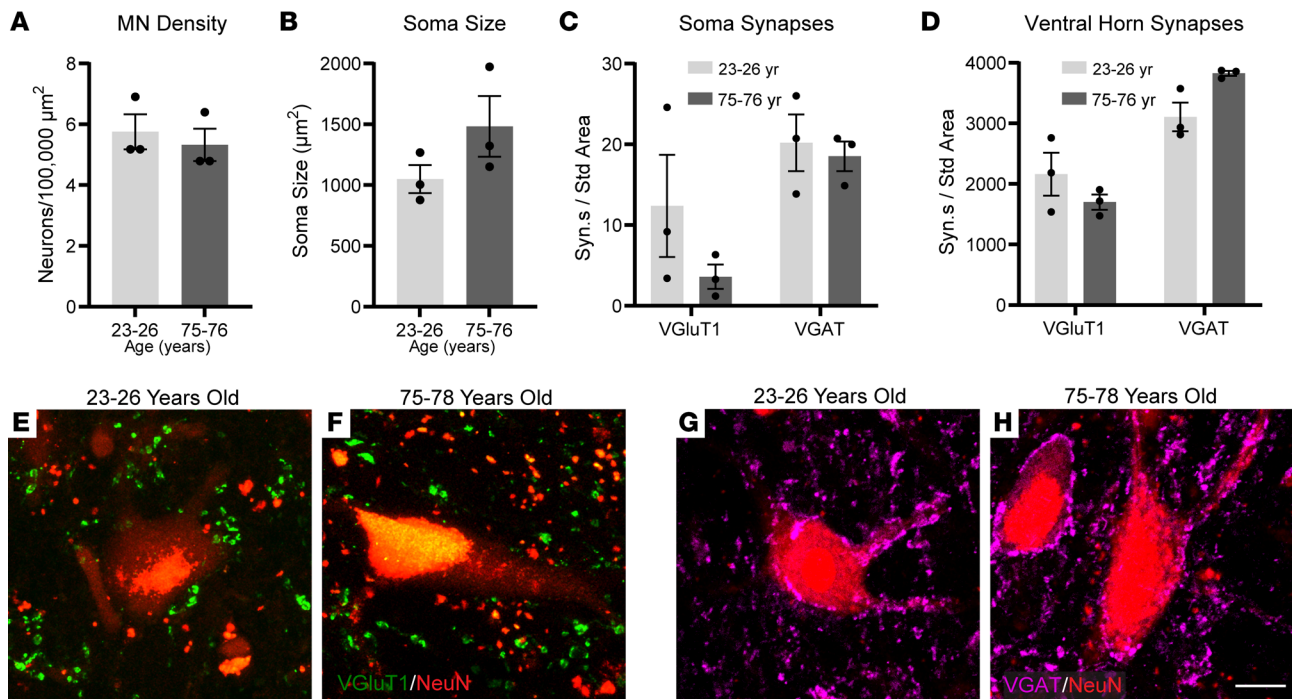 A MN Density
8
6
4
2
0
Neurons/100,000 µm²
23-26 75-76
Age (years)
B Soma Size
2000
1500
1000
500
0
Soma Size (µm²)
23-26 75-76
Age (years)
C Soma Synapses
30
20
10
0
Syn.s / Std Area
23-26 yr
75-76 yr
VGluT1 VGAT
D Ventral Horn Synapses
4000
3000
2000
1000
0
Syn.s / Std Area
23-26 yr
75-76 yr
VGluT1 VGAT
23-26 Years Old
E
75-78 Years Old
F
VGluT1/NeuN
23-26 Years Old
G
75-78 Years Old
H
VGAT/NeuN